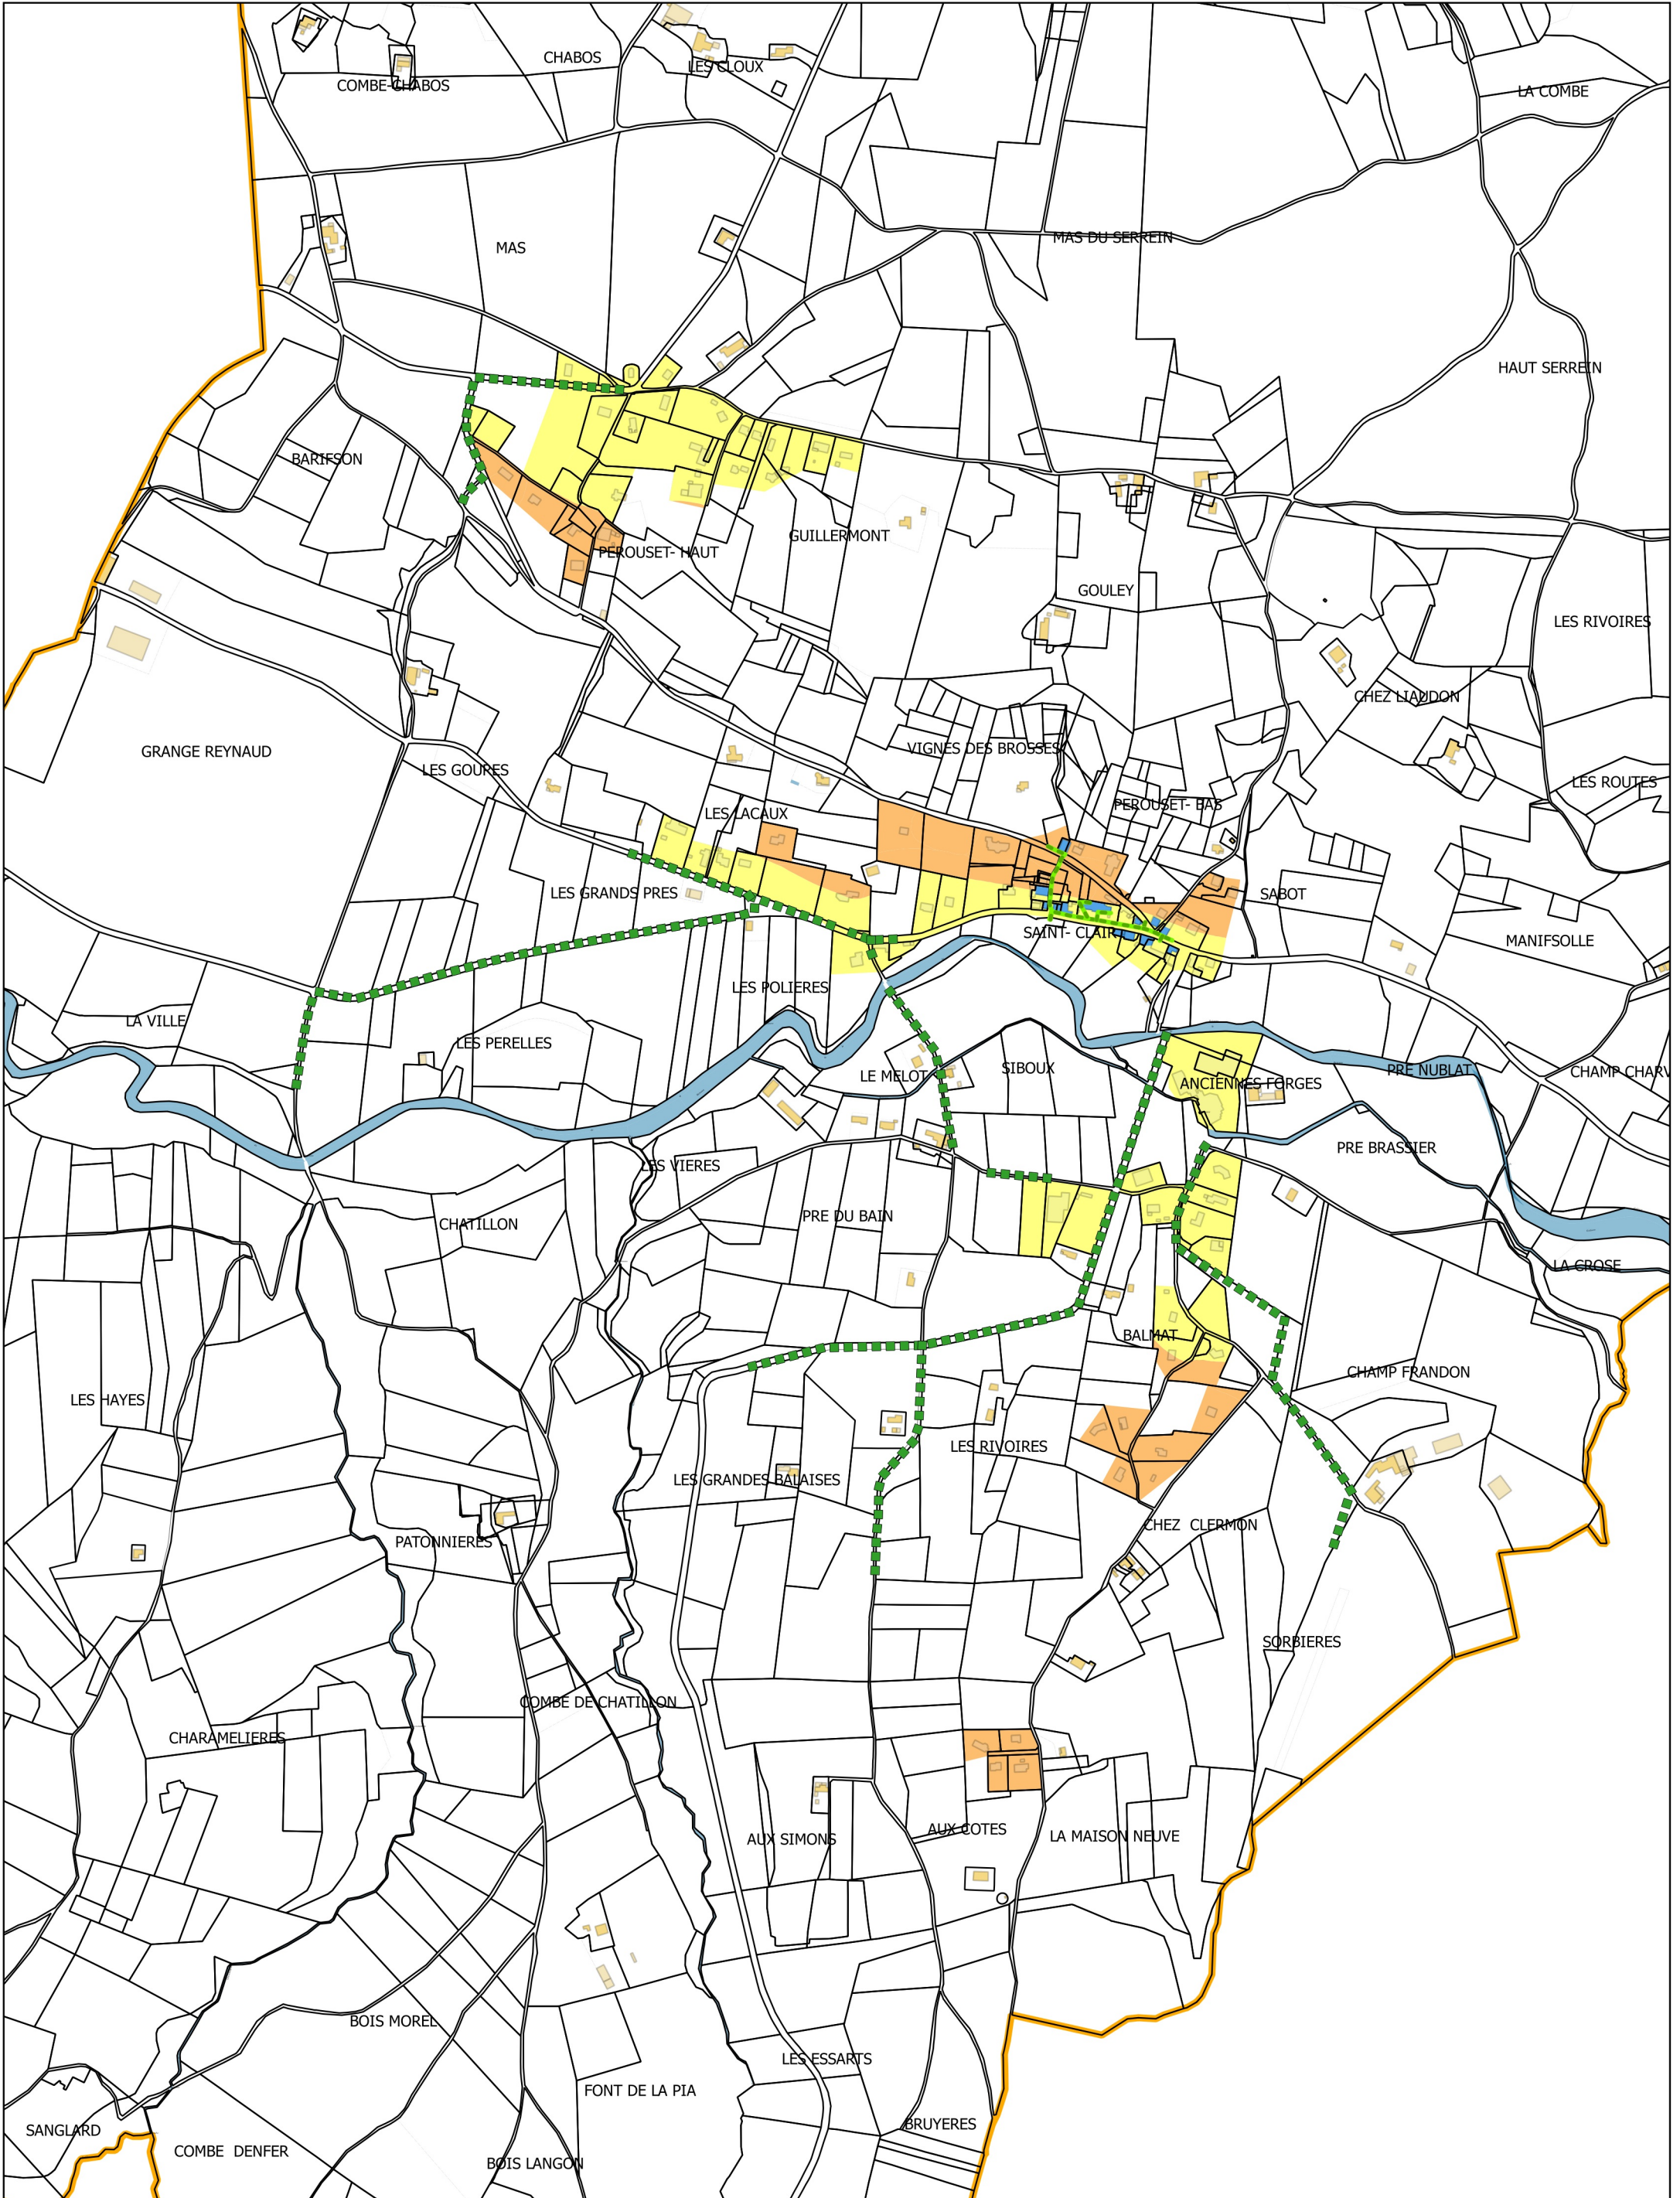 CHABOS
LES CLOUX
COMBE-CHABOS
LA COMBE
MAS DU SERREIN
MAS
HAUT SERREIN
BARIFSON
GUILLERMONT
PEROUSET- HAUT
GOULEY
LES RIVOIRES
CHEZ LIAUDON
VIGNES DES BROSSES
GRANGE REYNAUD
LES GOURES
LES ROUTES
PEROUSET- BAS
LES LACAUX
LES GRANDS PRES
SABOT
SAINT- CLAIR
MANIFSOLLE
LES POLIERES
LA VILLE
LES PERELLES
SIBOUX
PRE NUBLAT
CHAMP CHARV
LE MELOT
ANCIENNES FORGES
PRE BRASSIER
LES VIERES
PRE DU BAIN
CHATILLON
LA CROSE
BALMAT
CHAMP FRANDON
LES HAYES
LES RIVOIRES
LES GRANDES BALAISES
CHEZ  CLERMON
PATONNIERES
SORBIERES
COMBE DE CHATILLON
CHARAMELIERES
AUX COTES
LA MAISON NEUVE
AUX SIMONS
BOIS MOREL
LES ESSARTS
FONT DE LA PIA
BRUYERES
SANGLARD
COMBE  DENFER
BOIS LANGON